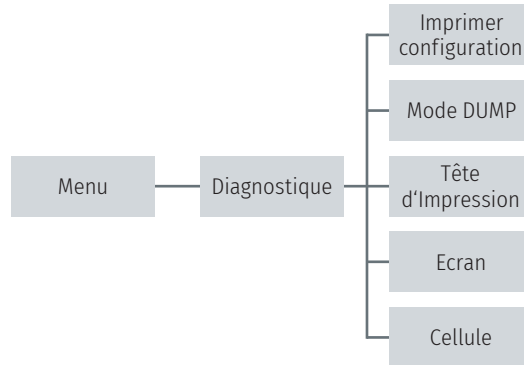 Imprimer
configuration
Mode DUMP
Menu
Diagnostique
Tête
d‘Impression
Ecran
Cellule